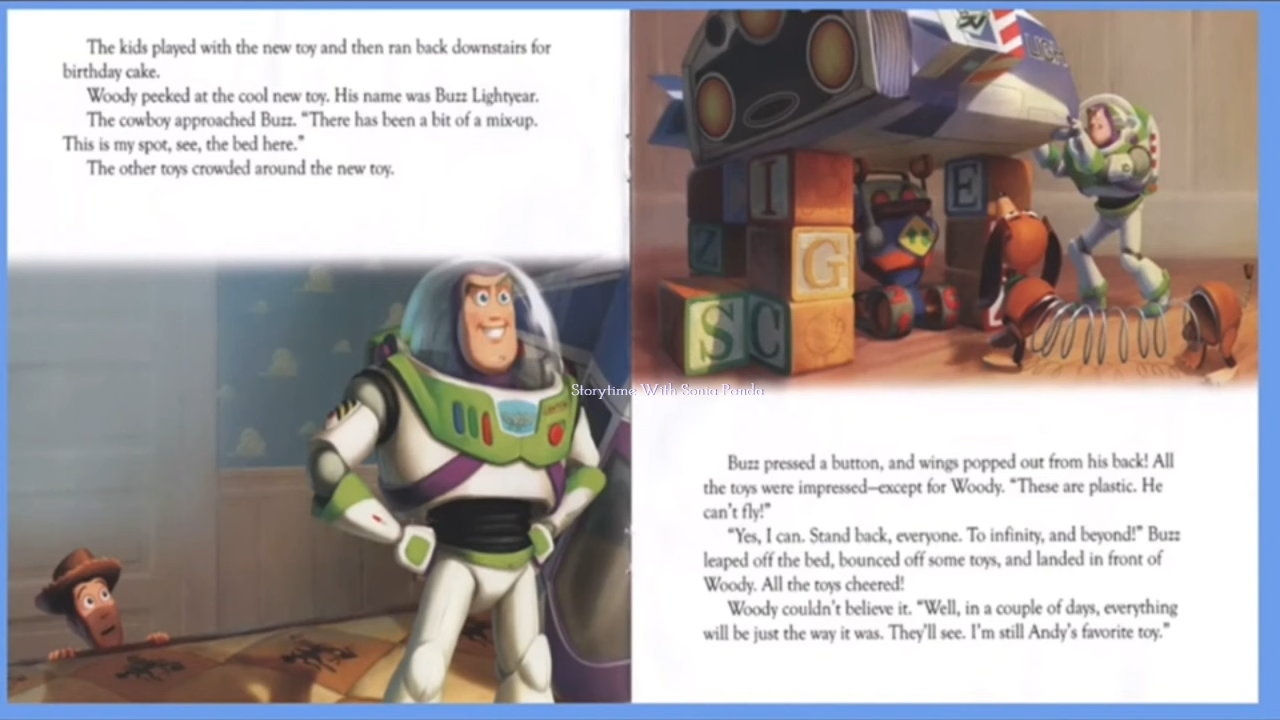 The kids played with the new toy and then ran back downstairs for
birthday cake.
Woody peeked at the cool new toy. His name was Buzz Lightyear.
The cowboy approached Buzz. “There has been a bit of a mix-up.
This is my spot, see, the bed here.”
The other toys crowded around the new toy.
Storytime With Sonia Panda
LIGH
I
E
Z
G
S C
Buzz pressed a button, and wings popped out from his back! All
the toys were impressed—except for Woody. “These are plastic. He
can’t fly!”
“Yes, I can. Stand back, everyone. To infinity, and beyond!” Buzz
leaped off the bed, bounced off some toys, and landed in front of
Woody. All the toys cheered!
Woody couldn’t believe it. “Well, in a couple of days, everything
will be just the way it was. They’ll see. I’m still Andy’s favorite toy.”